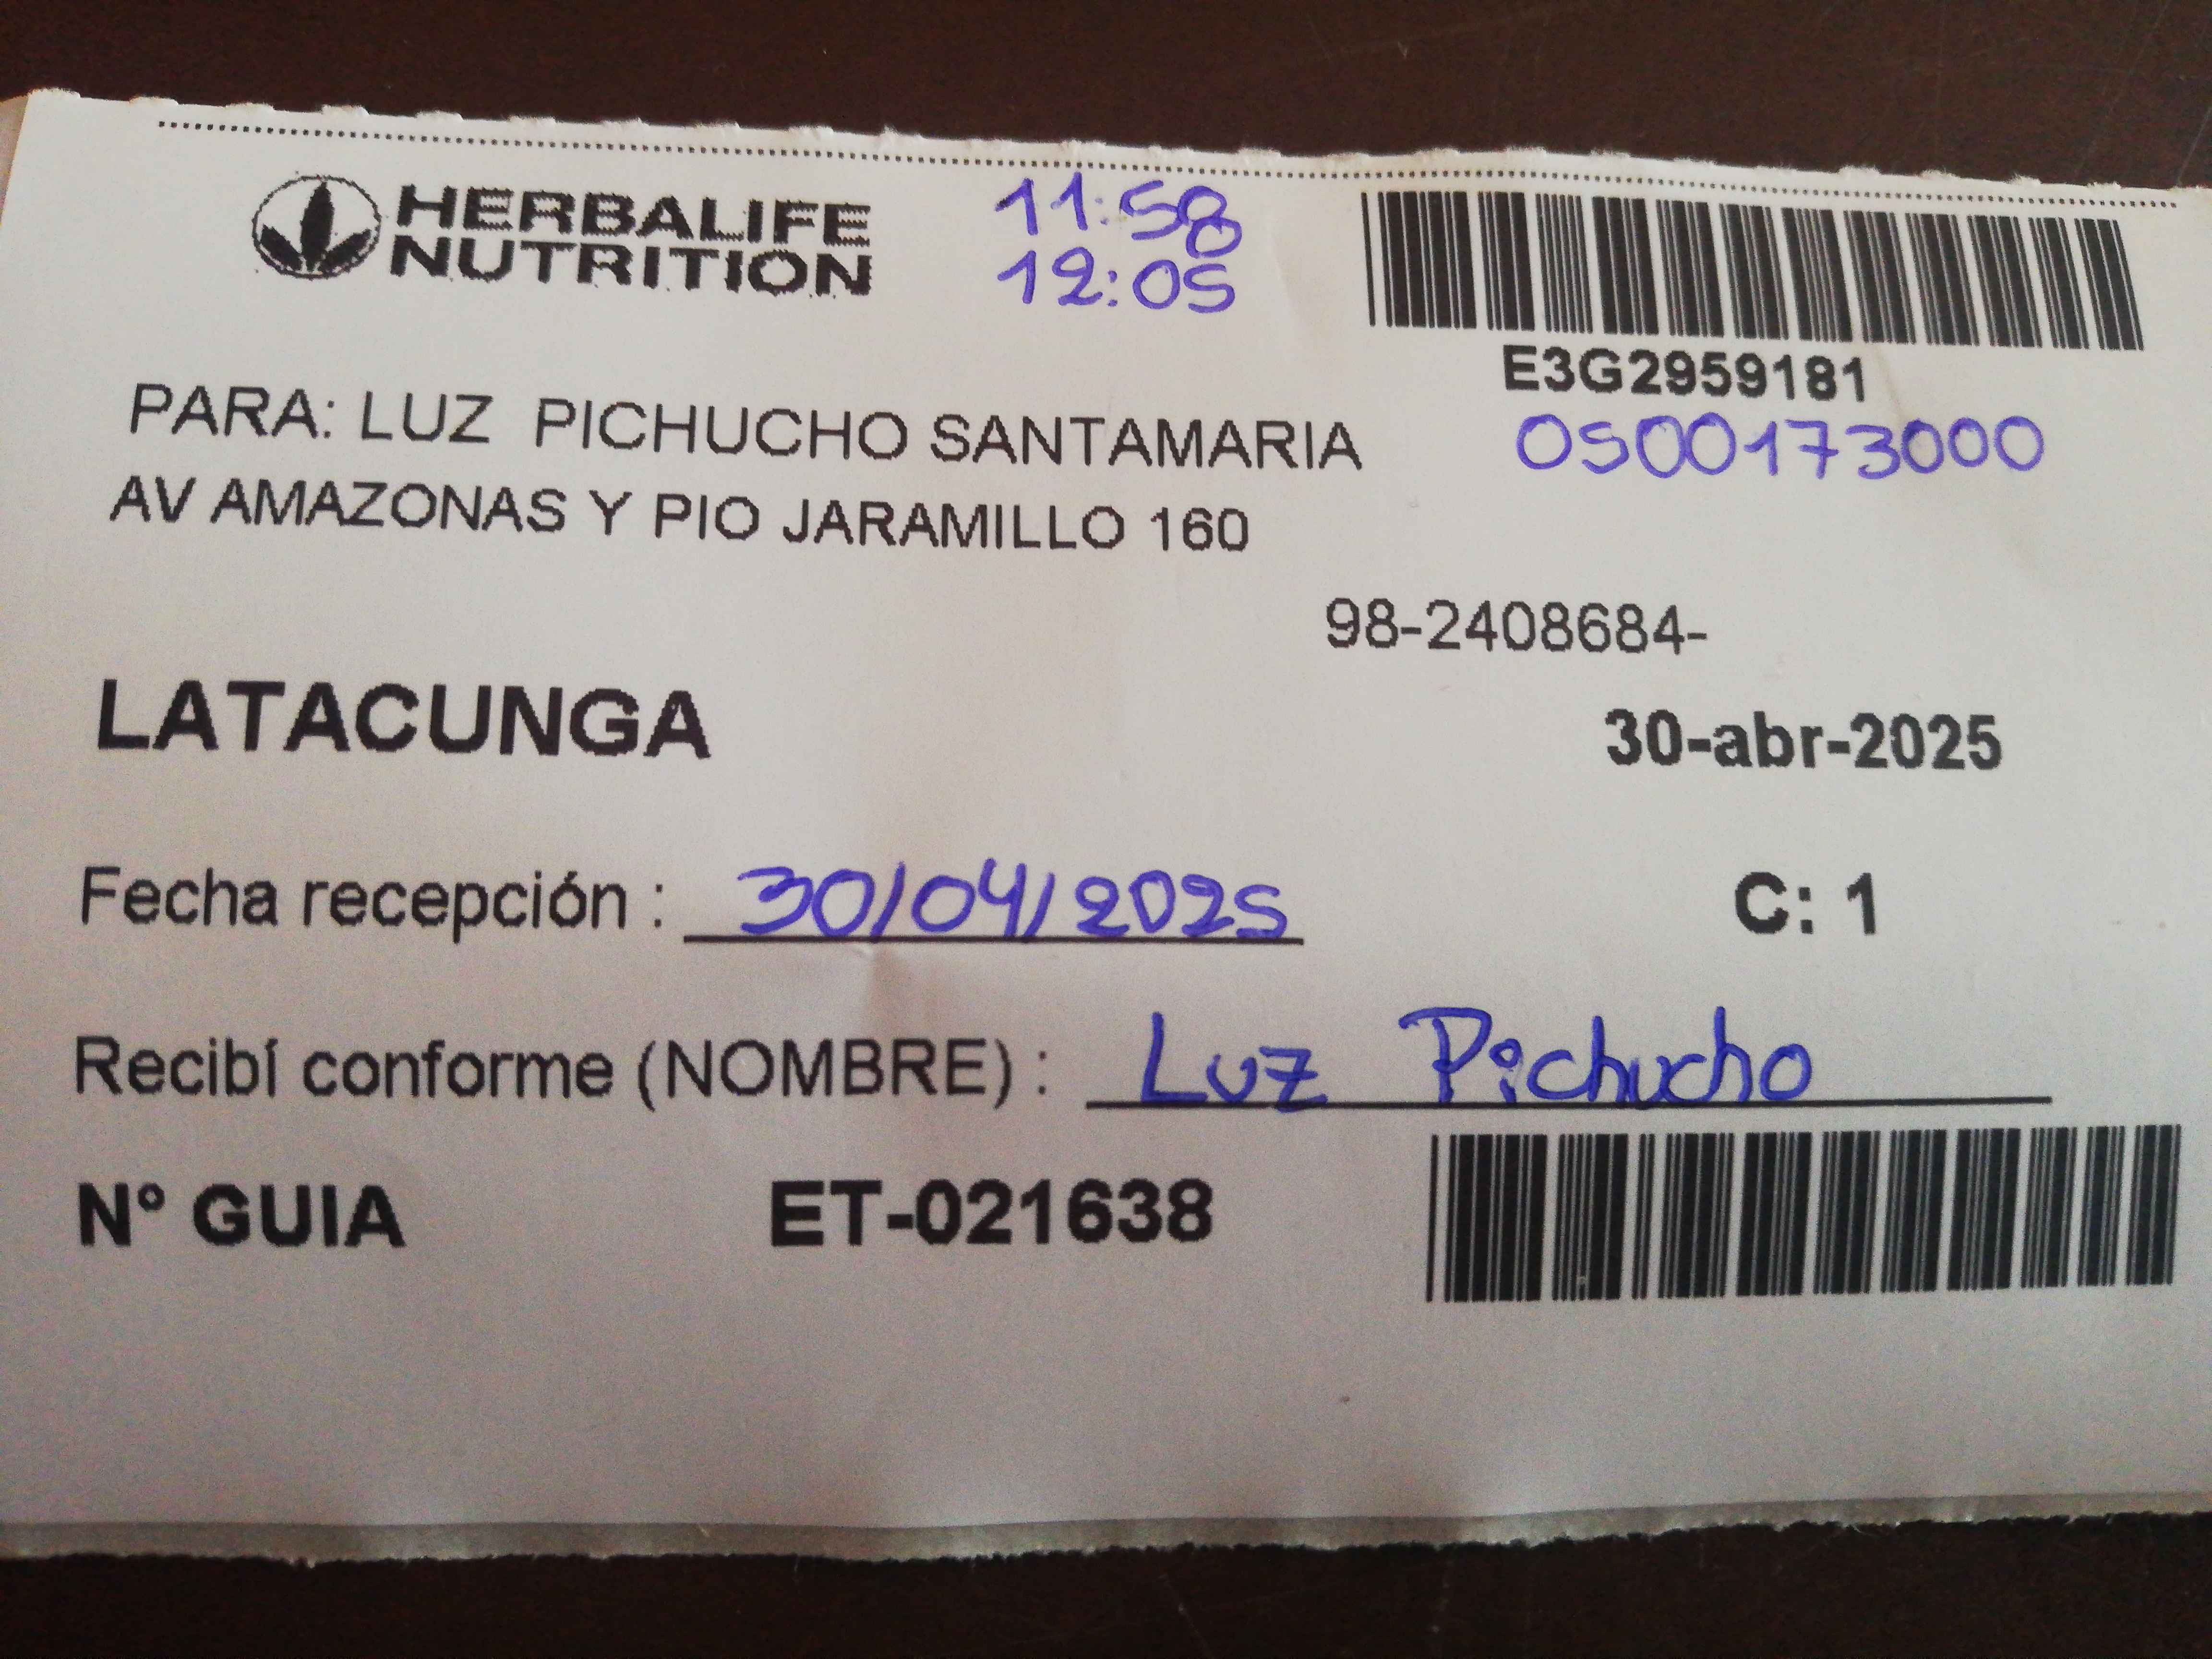 HERBALIFE
NUTRITION
11:58
12:05
E3G2959181
0500173000
PARA: LUZ PICHUCHO SANTAMARIA
AV AMAZONAS Y PIO JARAMILLO 160
98-2408684-
LATACUNGA
30-abr-2025
Fecha recepción : 30/04/2025
C: 1
Recibí conforme (NOMBRE) : Luz Pichucho
N° GUIA ET-021638